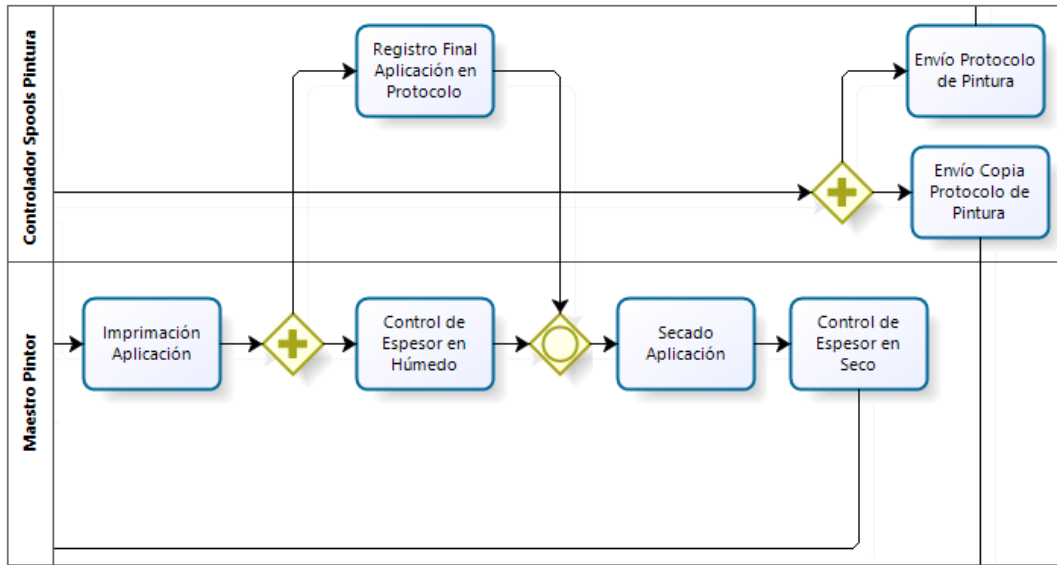 Controlador Spools Pintura
Registro Final
Aplicación en
Protocolo
Envío Protocolo
de Pintura
Envío Copia
Protocolo de
Pintura
Maestro Pintor
Imprimación
Aplicación
Control de
Espesor en
Húmedo
Secado
Aplicación
Control de
Espesor en
Seco